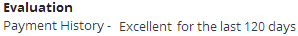 Evaluation
Payment History - Excellent for the last 120 days